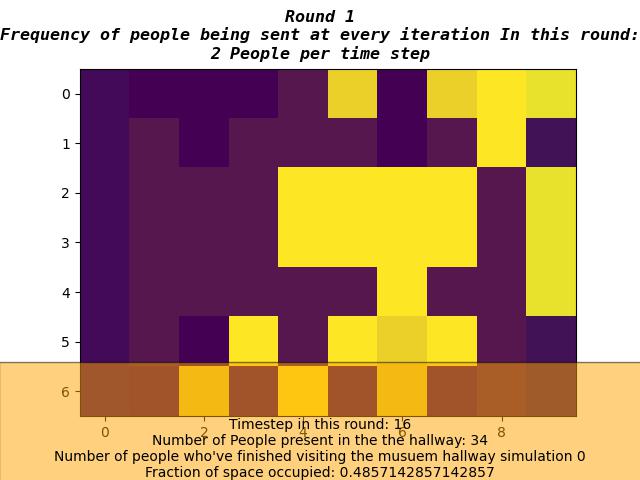 Round 1
Frequency of people being sent at every iteration In this round:
2 People per time step
0
1
2
3
4
5
6
0 2 4 6 8
Timestep in this round: 16
Number of People present in the the hallway: 34
Number of people who've finished visiting the musuem hallway simulation 0
Fraction of space occupied: 0.4857142857142857